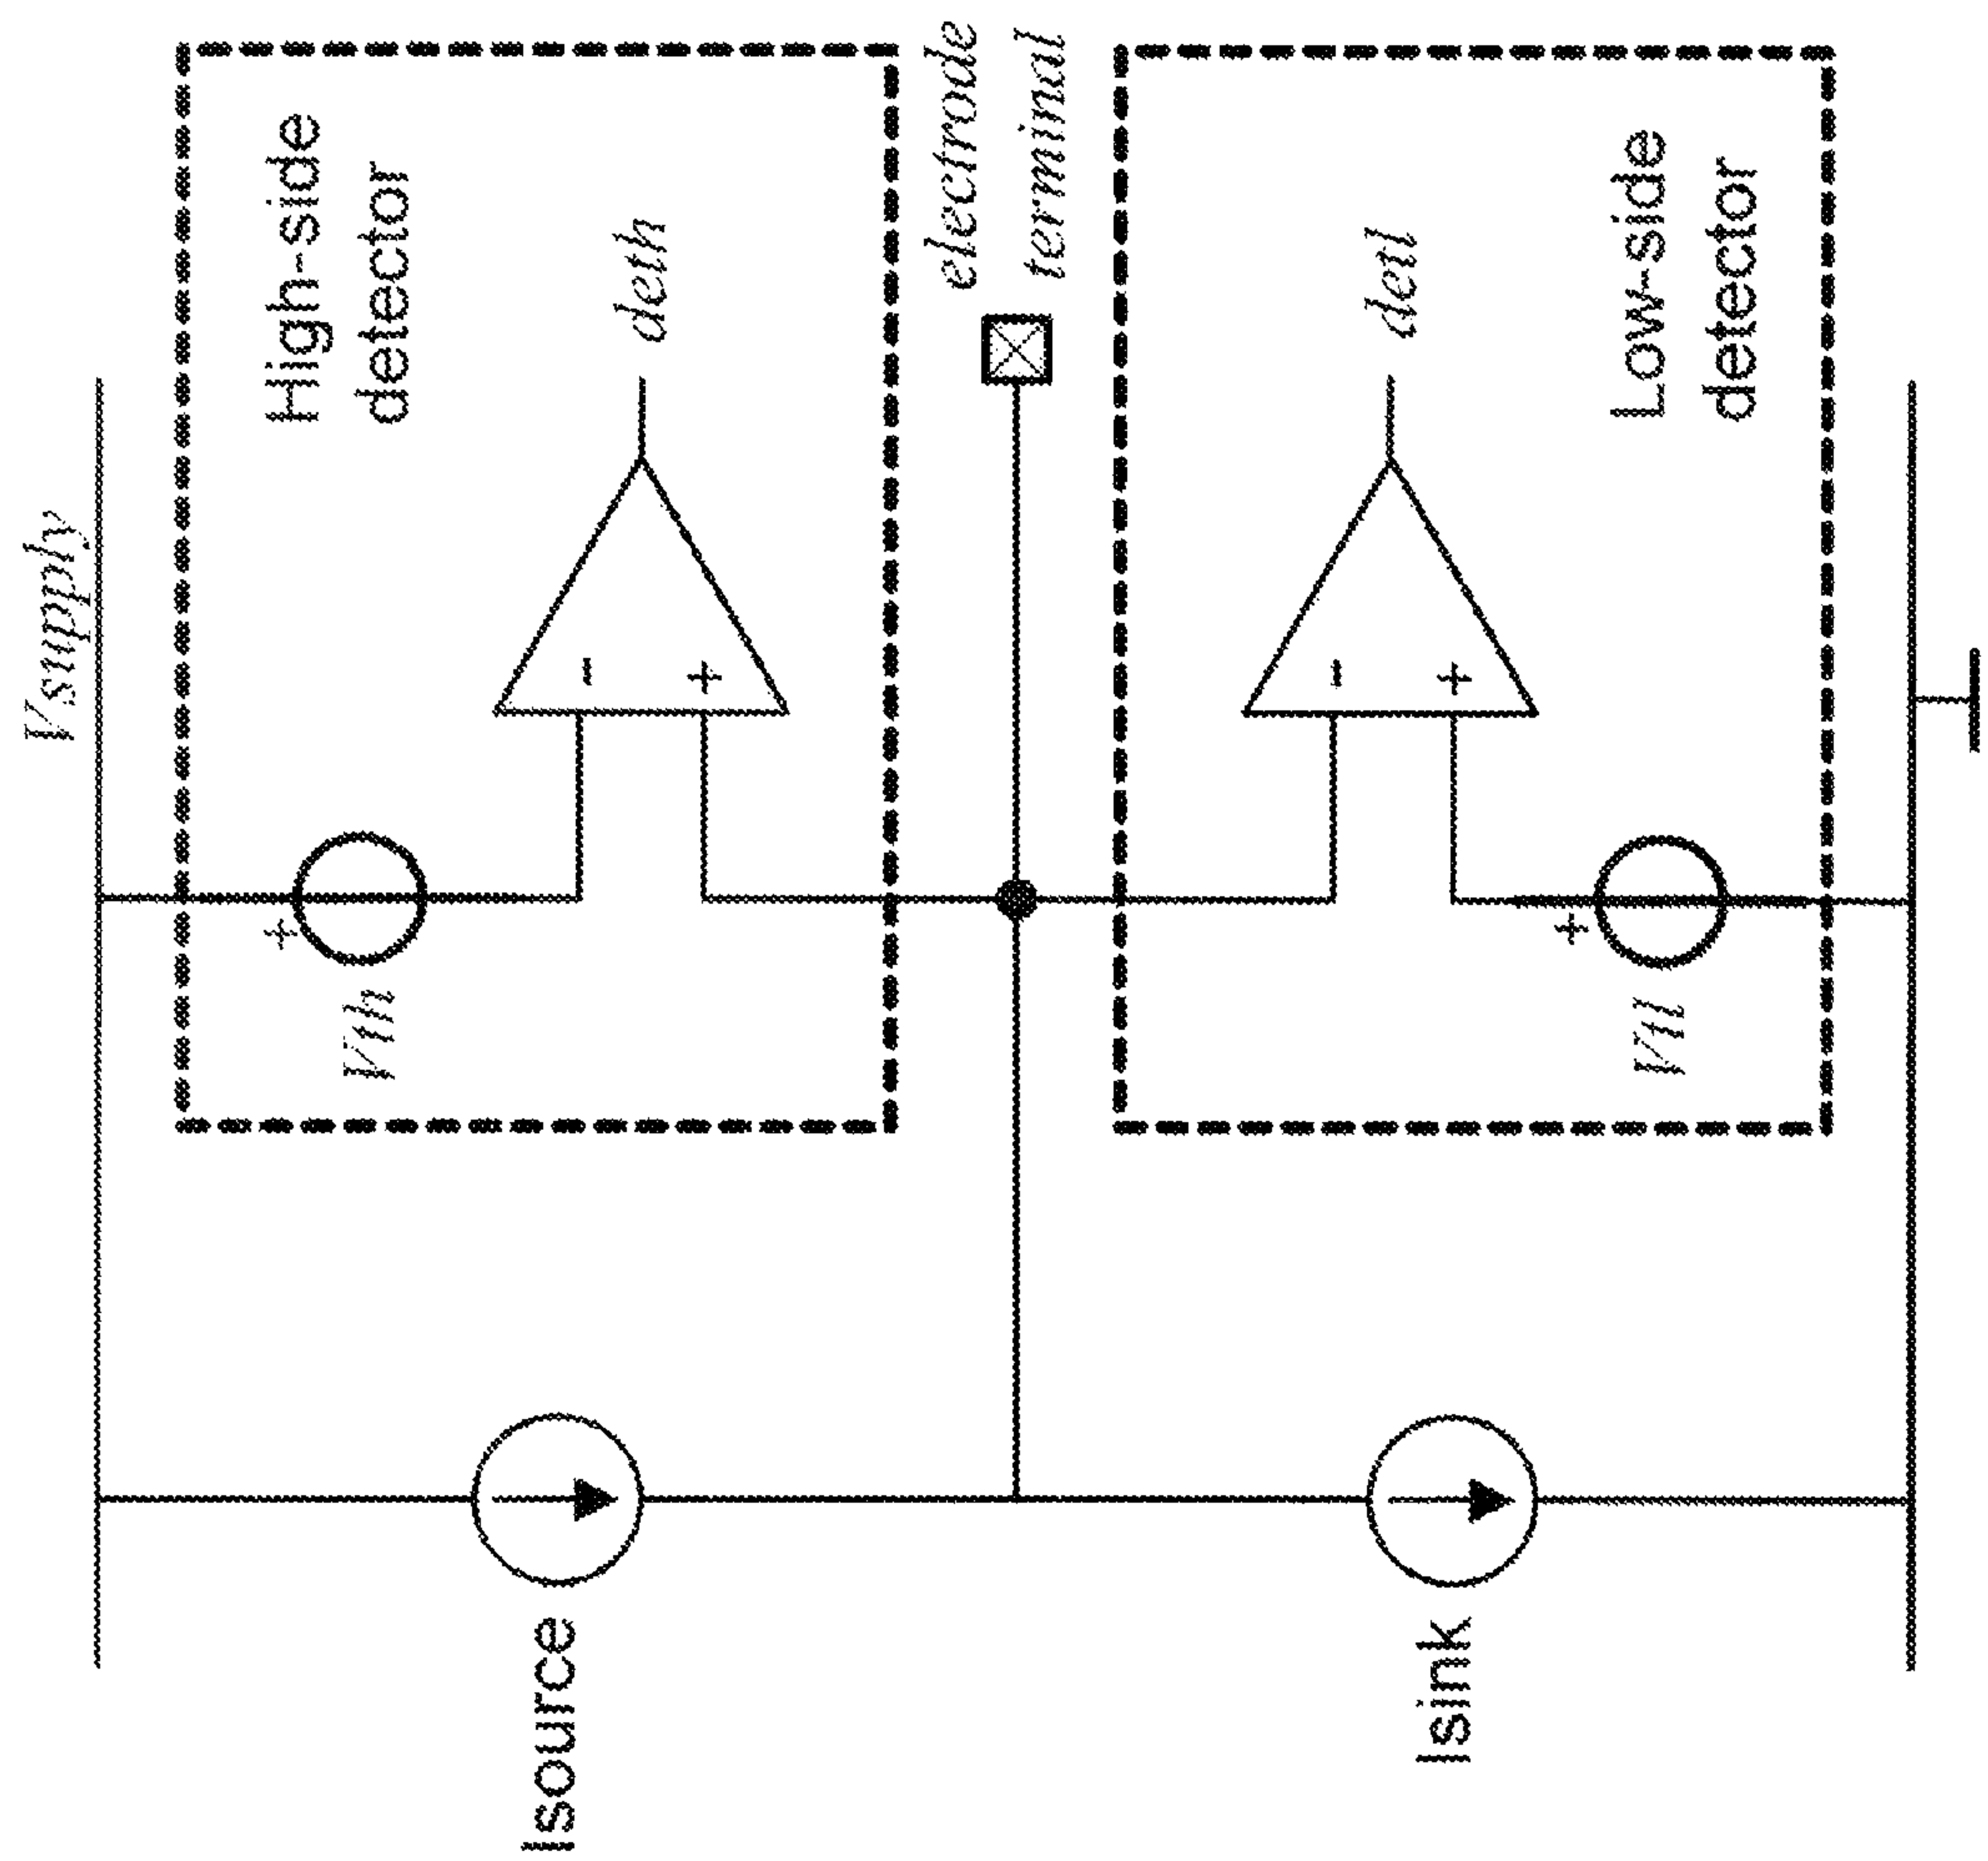 Vsupply
High-side
detector
+
Vth
-
+
deth
Isource
electrode
terminal
-
+
detl
+
Vtl
Low-side
detector
Isink